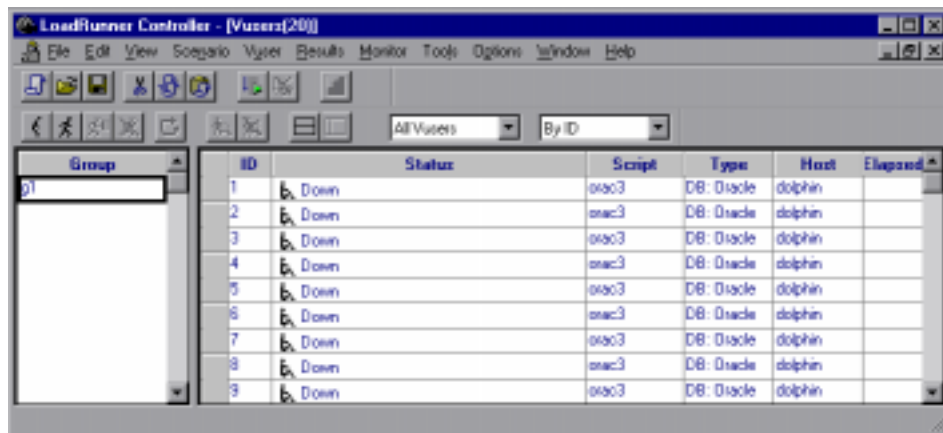 LoadRunner Controller - [Vusers(20)]
File Edit View Scenario Vuser Results Monitor Tools Options Window Help
All Vusers By ID
Group ID Status Script Type Host Elapsed
g1 1 Down orac3 DB: Oracle dolphin
2 Down orac3 DB: Oracle dolphin
3 Down orac3 DB: Oracle dolphin
4 Down orac3 DB: Oracle dolphin
5 Down orac3 DB: Oracle dolphin
6 Down orac3 DB: Oracle dolphin
7 Down orac3 DB: Oracle dolphin
8 Down orac3 DB: Oracle dolphin
9 Down orac3 DB: Oracle dolphin